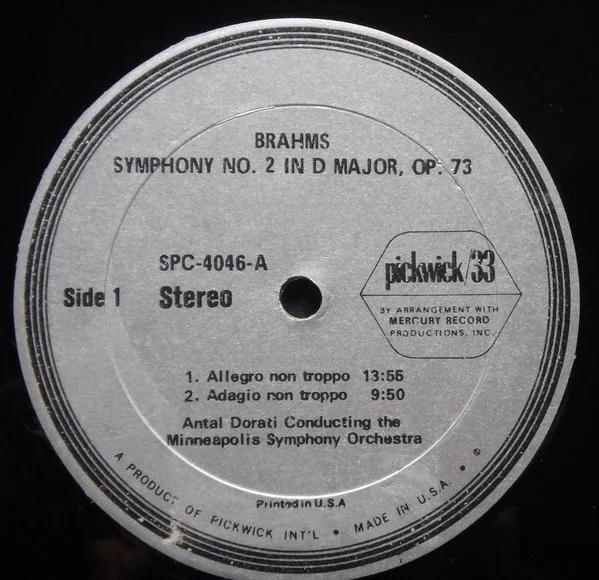 BRAHMS
SYMPHONY NO. 2 IN D MAJOR, OP. 73
SPC-4046-A
Side 1 Stereo
pickwick/33
BY ARRANGEMENT WITH
MERCURY RECORD
PRODUCTIONS, INC.
1. Allegro non troppo 13:55
2. Adagio non troppo 9:50
Antal Dorati Conducting the
Minneapolis Symphony Orchestra
Printed in U.S.A
A PRODUCT OF PICKWICK INT'L • MADE IN U.S.A. • ℗